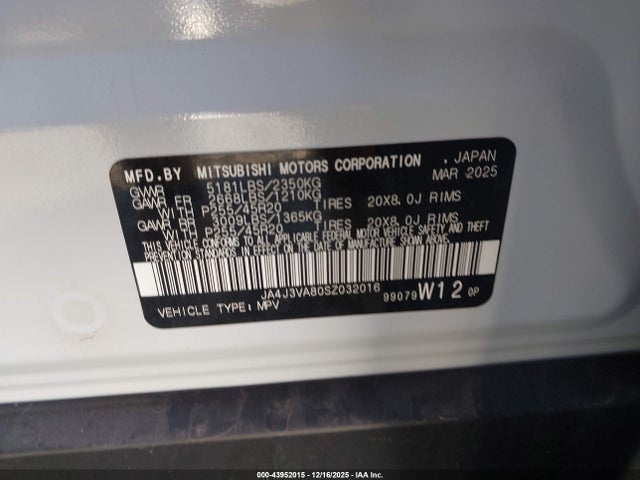 MFD.BY MITSUBISHI MOTORS CORPORATION , JAPAN
GVWR 5181LBS/2350KG MAR 2025
GAWR FR 2668LBS/1210KG
WITH P255/45R20 TIRES 20X8.0J RIMS
GAWR RR 3009LBS/1365KG
WITH P255/45R20 TIRES 20X8.0J RIMS
THIS VEHICLE CONFORMS TO ALL APPLICABLE FEDERAL MOTOR VEHICLE SAFETY, BUMPER, AND THEFT PREVENTION STANDARDS IN EFFECT ON THE DATE OF MANUFACTURE SHOWN ABOVE.
JA4J3VA80SZ032016
VEHICLE TYPE: MPV 99079 W12 0P
000-43952015 - 12/16/2025 - IAAI.com